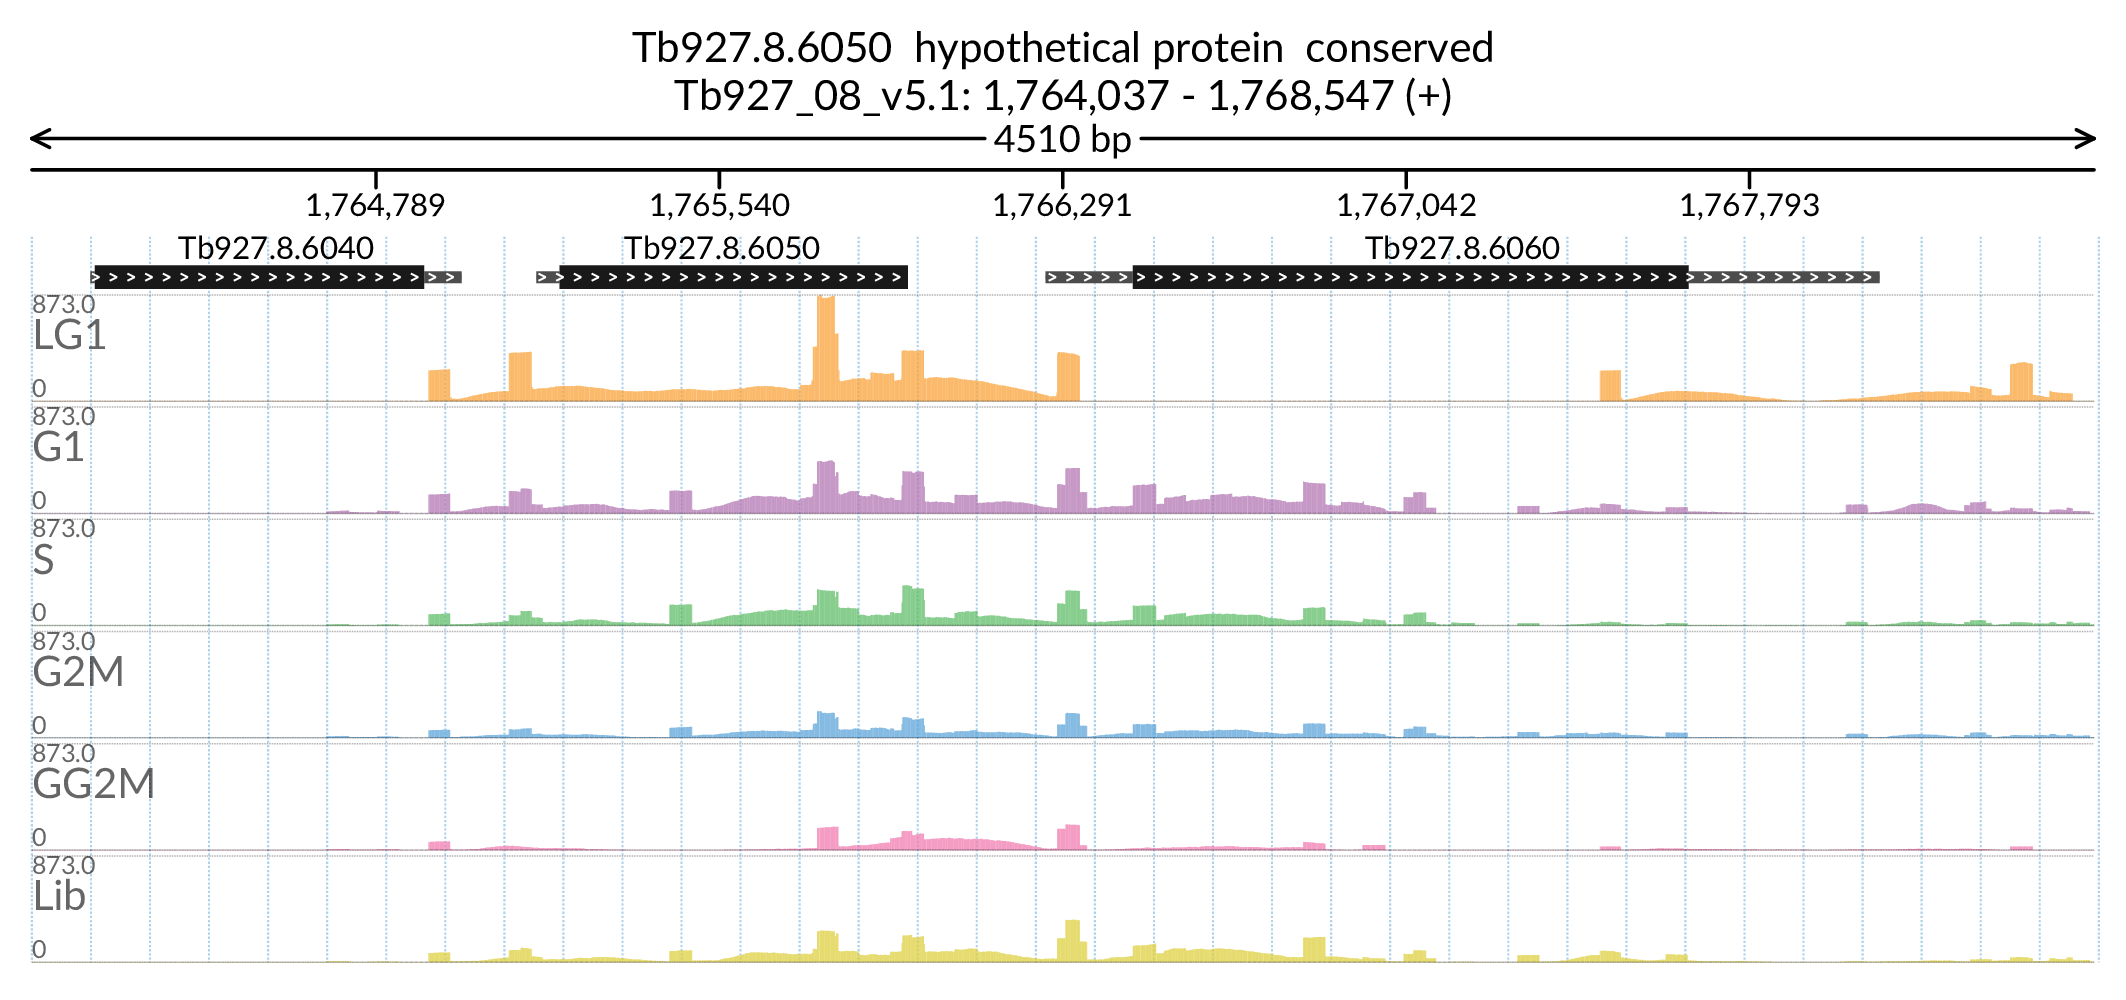 Tb927.8.6050 hypothetical protein conserved
Tb927_08_v5.1: 1,764,037 - 1,768,547 (+)
4510 bp
1,764,789 1,765,540 1,766,291 1,767,042 1,767,793
Tb927.8.6040 Tb927.8.6050 Tb927.8.6060
873.0
LG1
0
873.0
G1
0
873.0
S
0
873.0
G2M
0
873.0
GG2M
0
873.0
Lib
0